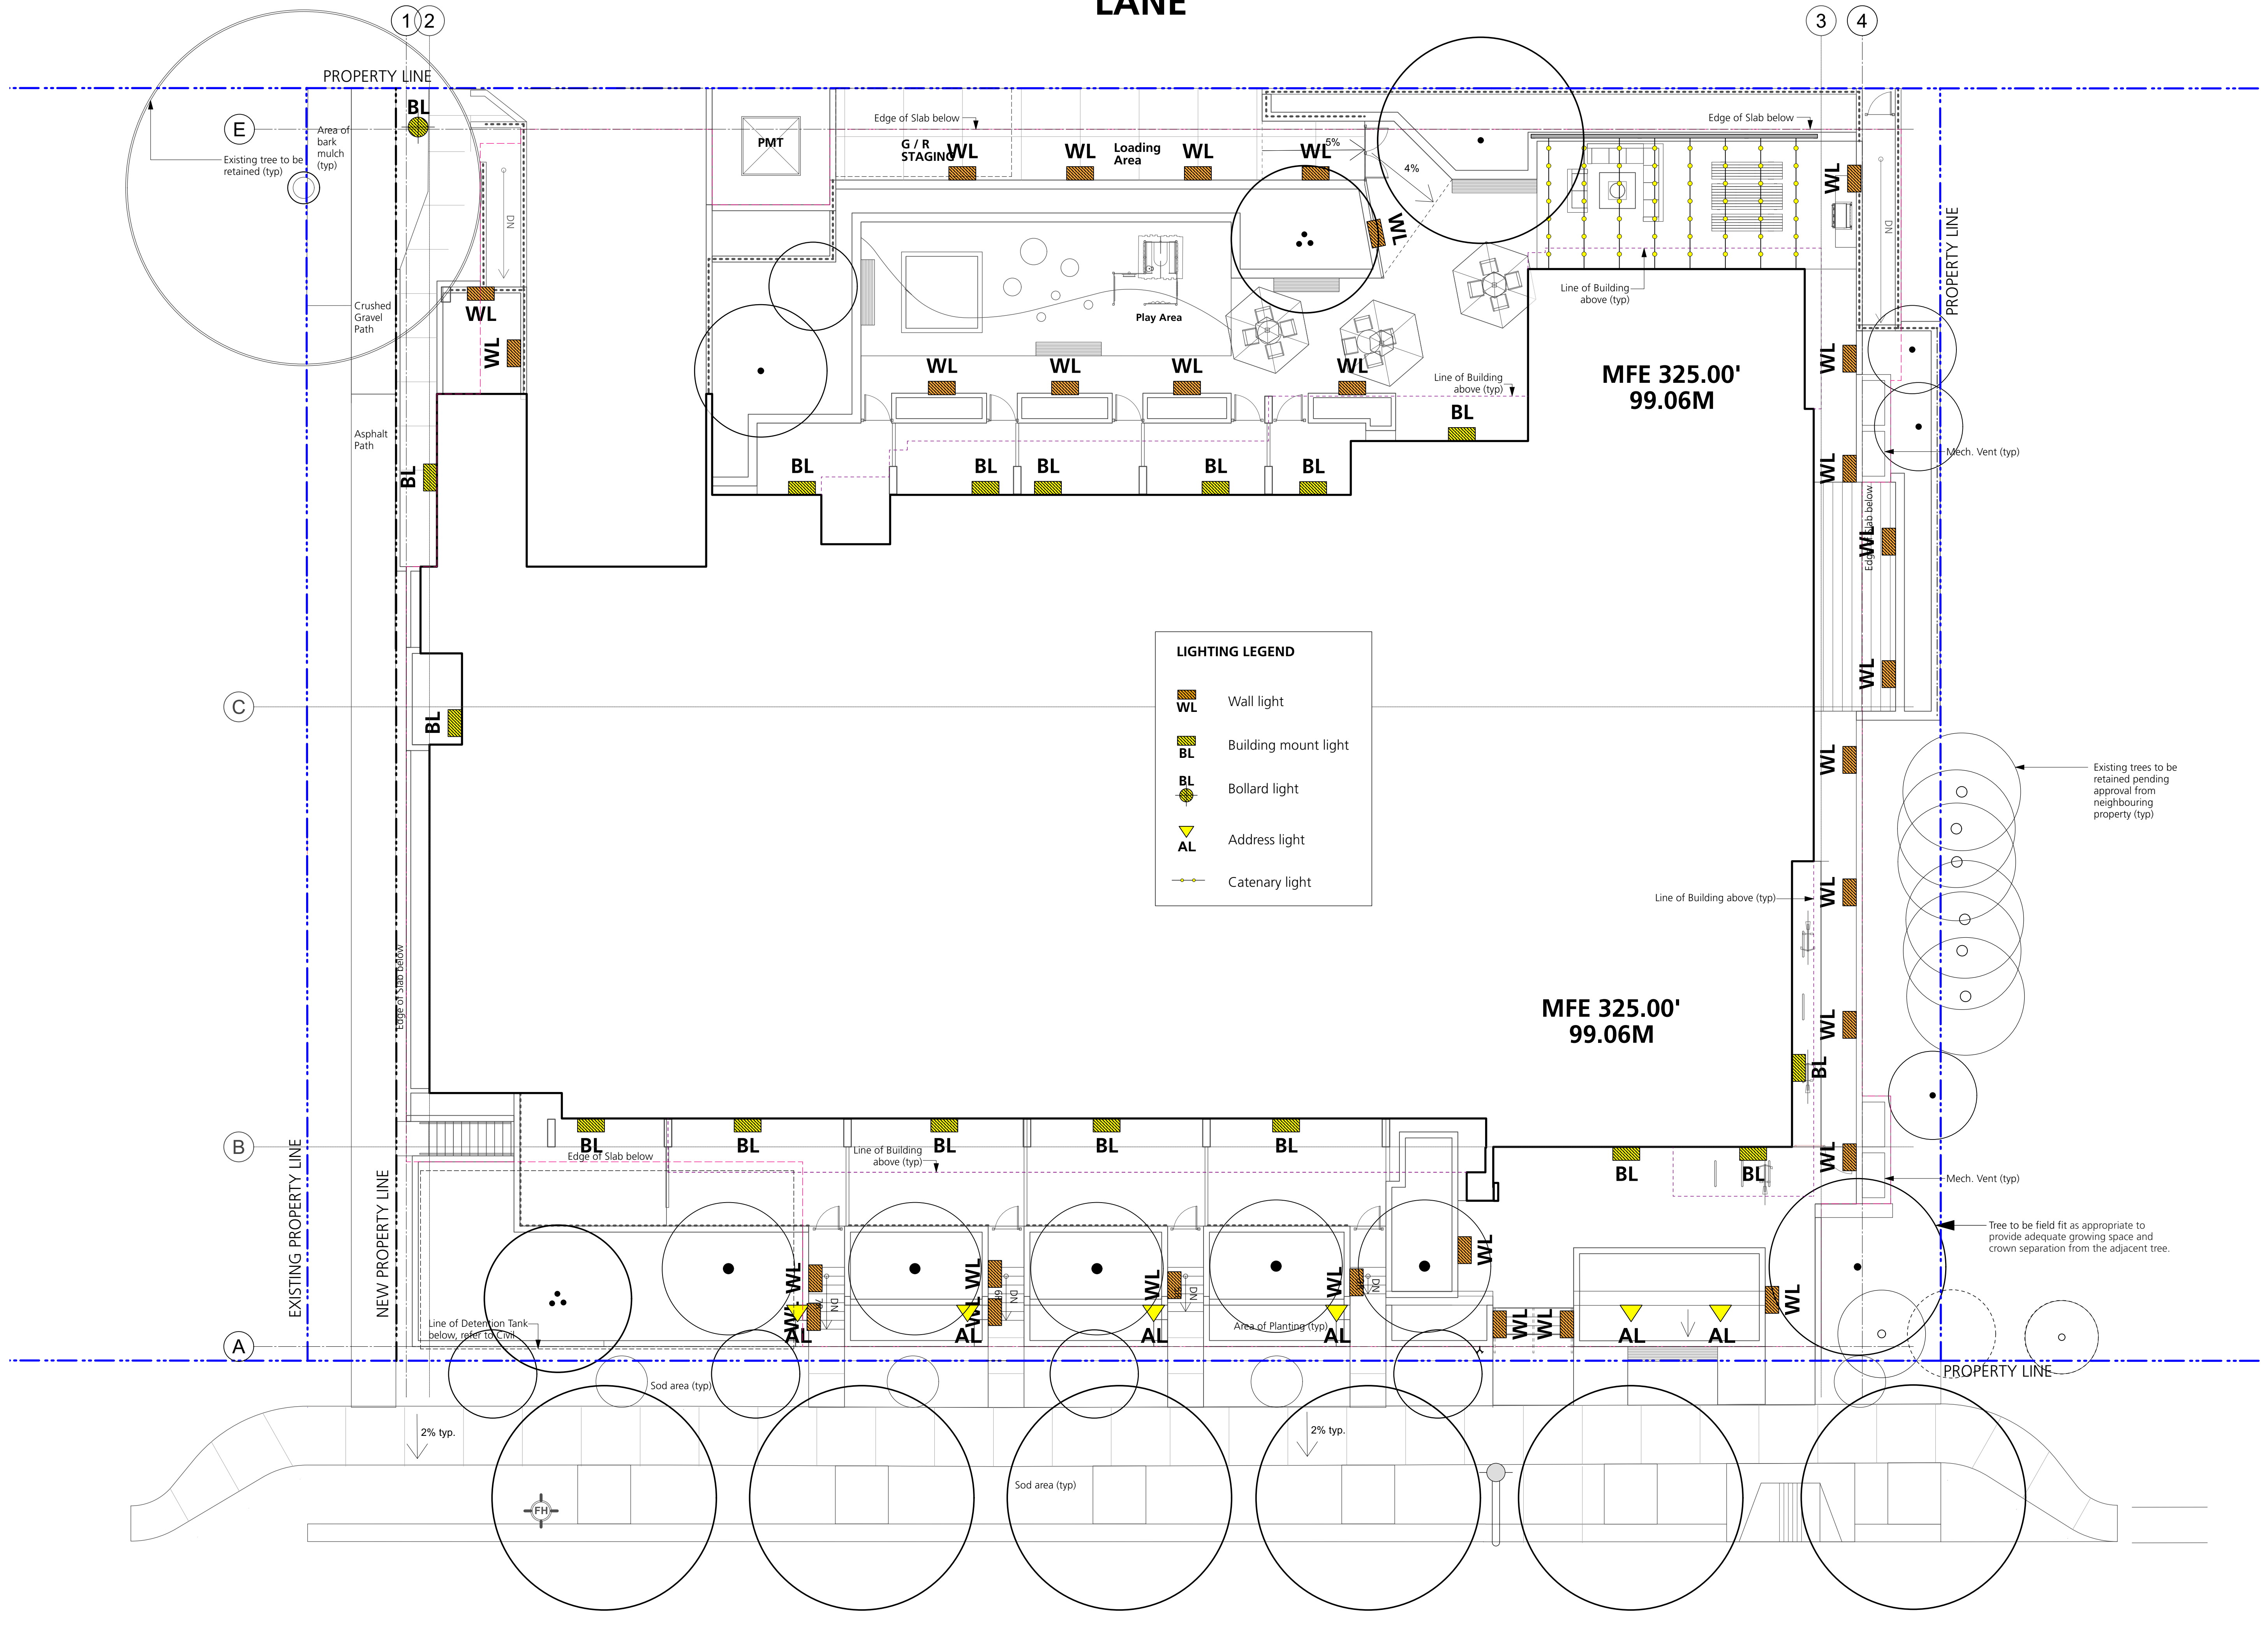 LANE
1
2
3
4
PROPERTY LINE
BL
E
Area of
bark
mulch
(typ)
Existing tree to be
retained (typ)
PMT
Edge of Slab below
G / R
STAGING
WL
WL
Loading
Area
WL
WL
5%
4%
Edge of Slab below
WL
DN
WL
DN
PROPERTY LINE
Crushed
Gravel
Path
WL
WL
Play Area
Line of Building
above (typ)
WL
WL
WL
WL
WL
Line of Building
above (typ)
MFE 325.00'
99.06M
BL
Asphalt
Path
BL
BL
BL
BL
BL
BL
WL
Mech. Vent (typ)
Edge of Slab below
WL
WL
LIGHTING LEGEND
WL
Wall light
BL
Building mount light
BL
Bollard light
AL
Address light
Catenary light
C
BL
WL
Existing trees to be
retained pending
approval from
neighbouring
property (typ)
Line of Building above (typ)
WL
Edge of Slab below
MFE 325.00'
99.06M
WL
BL
B
BL
BL
BL
BL
BL
Edge of Slab below
Line of Building
above (typ)
BL
BL
WL
Mech. Vent (typ)
EXISTING PROPERTY LINE
NEW PROPERTY LINE
Tree to be field fit as appropriate to
provide adequate growing space and
crown separation from the adjacent tree.
WL
WL
WL
WL
WL
WL
DN
DN
DN
DN
WL
WL
WL
WL
Line of Detention Tank
below, refer to Civil
Area of Planting (typ)
A
AL
AL
AL
AL
AL
AL
PROPERTY LINE
Sod area (typ)
2% typ.
2% typ.
Sod area (typ)
FH